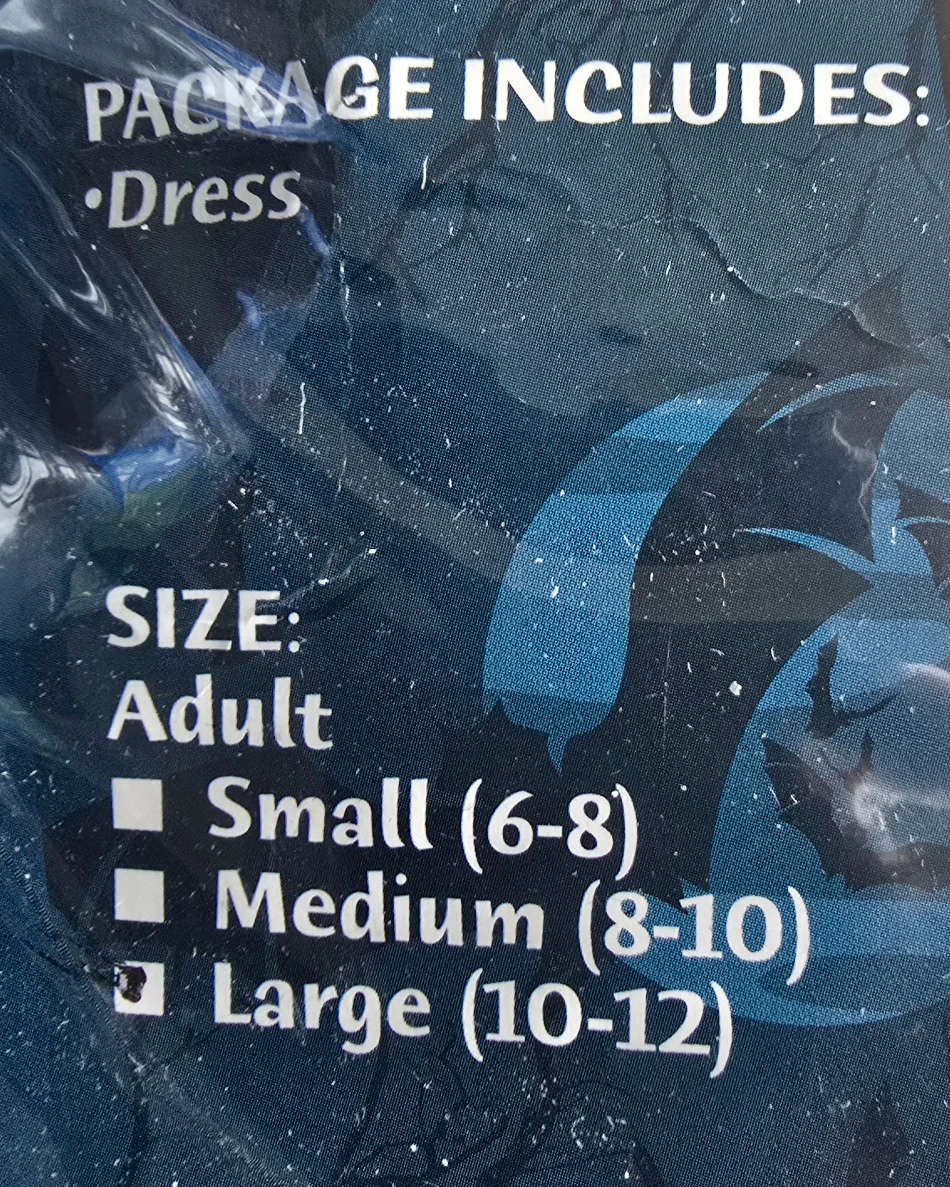 PACKAGE INCLUDES:
•Dress
SIZE:
Adult
Small (6-8)
Medium (8-10)
Large (10-12)